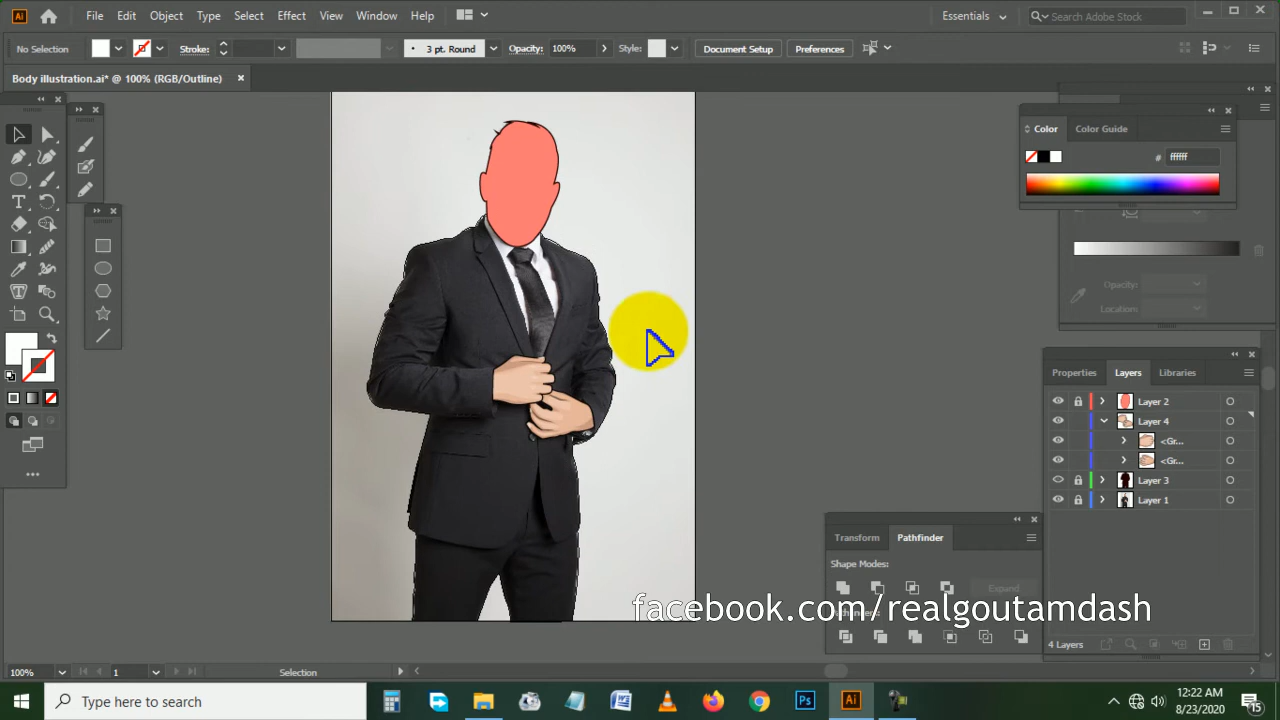 Ai File Edit Object Type Select Effect View Window Help Essentials Search Adobe Stock
No Selection Stroke: 3 pt. Round Opacity: 100% Style: Document Setup Preferences
Body illustration.ai* @ 100% (RGB/Outline)
Color Color Guide
# ffffff
Opacity:
Location:
Properties Layers Libraries
Layer 2
Layer 4
<Gr...
<Gr...
Layer 3
Layer 1
Transform Pathfinder
Shape Modes:
Expand
facebook.com/realgoutamdash
4 Layers
100% 1 Selection
Type here to search Ps Ai 12:22 AM
8/23/2020 15